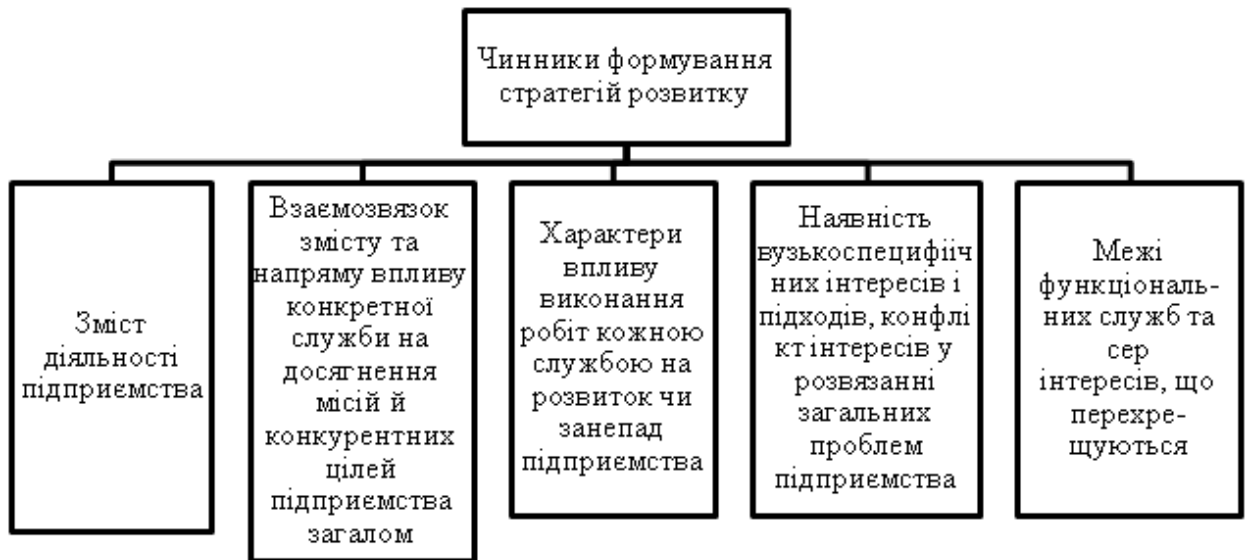 Чинники формування
стратегій розвитку
Зміст
діяльності
підприємства
Взаємозвязок
змісту та
напряму впливу
конкретної
служби на
досягнення
місій й
конкурентних
цілей
підприємства
загалом
Характери
впливу
виконання
робіт кожною
службою на
розвиток чи
занепад
підприємства
Наявність
вузькоспецифііч
них інтересів і
підходів, конфлі
кт інтересів у
розвязанні
загальних
проблем
підприємства
Межі
функціональ-
них служб та
сер
інтересів, що
перехре-
щуються